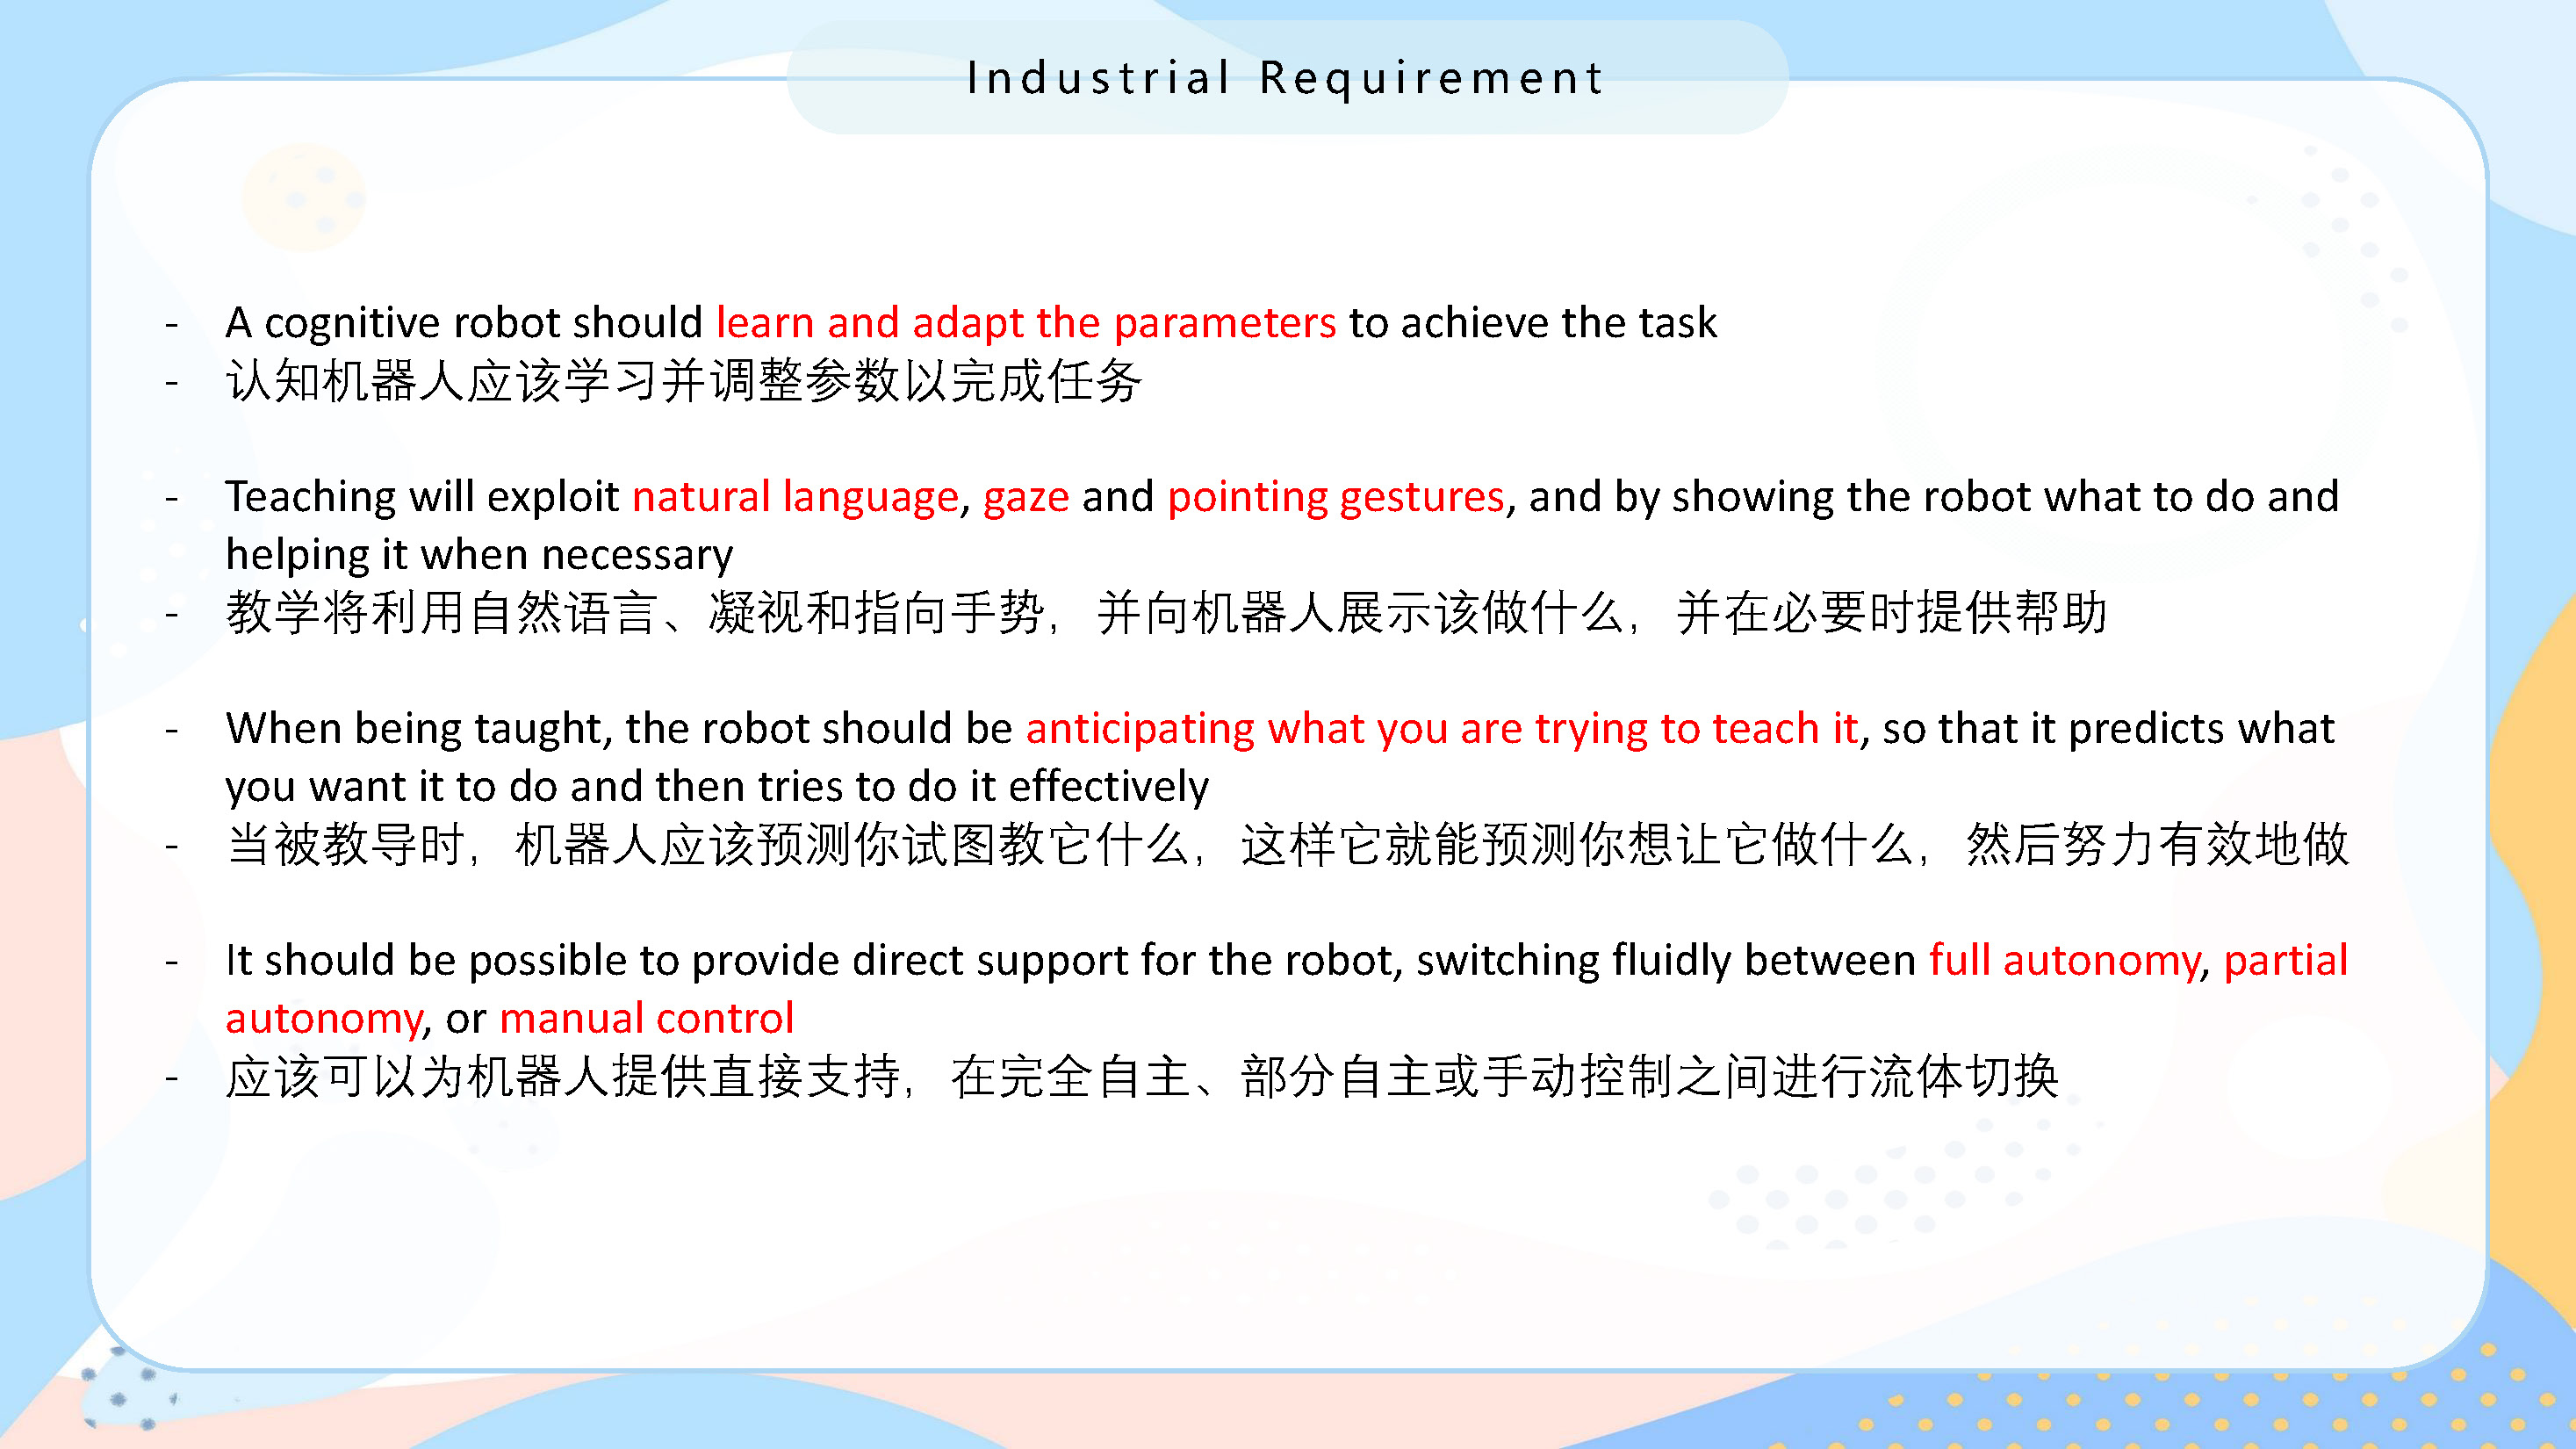 Industrial Requirement
- A cognitive robot should learn and adapt the parameters to achieve the task
- 认知机器人应该学习并调整参数以完成任务
- Teaching will exploit natural language, gaze and pointing gestures, and by showing the robot what to do and
helping it when necessary
- 教学将利用自然语言、凝视和指向手势，并向机器人展示该做什么，并在必要时提供帮助
- When being taught, the robot should be anticipating what you are trying to teach it, so that it predicts what
you want it to do and then tries to do it effectively
- 当被教导时，机器人应该预测你试图教它什么，这样它就能预测你想让它做什么，然后努力有效地做
- It should be possible to provide direct support for the robot, switching fluidly between full autonomy, partial
autonomy, or manual control
- 应该可以为机器人提供直接支持，在完全自主、部分自主或手动控制之间进行流体切换